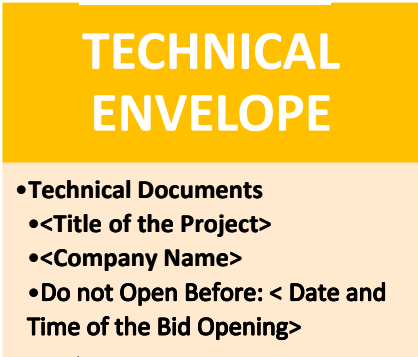 TECHNICAL
ENVELOPE
•Technical Documents
•<Title of the Project>
•<Company Name>
•Do not Open Before: < Date and
Time of the Bid Opening>